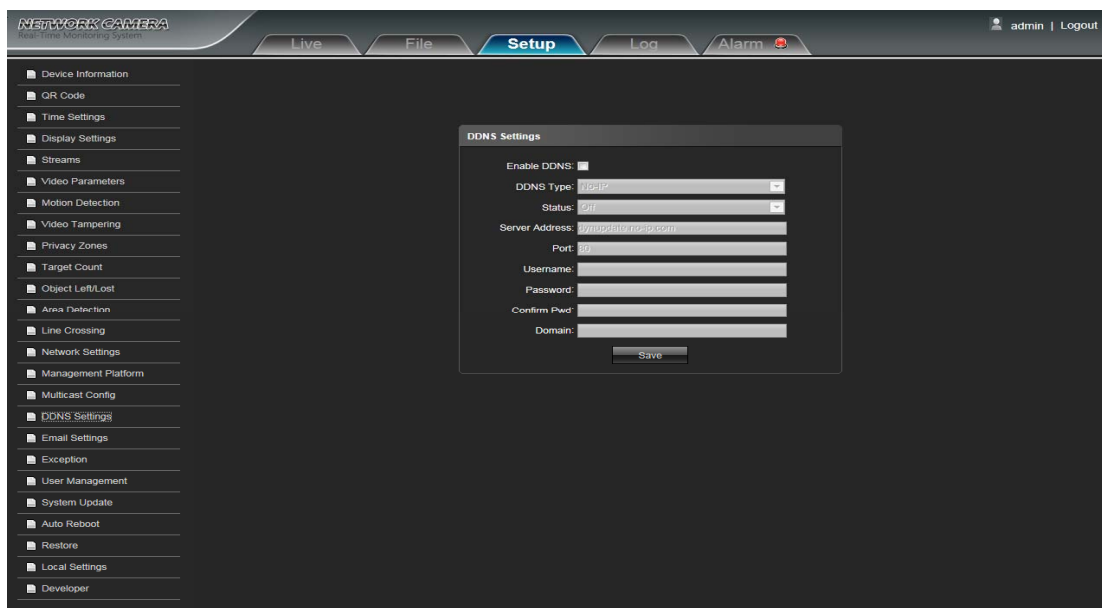 NETWORK CAMERA
Real-Time Monitoring System
admin | Logout
Live
File
Setup
Log
Alarm
Device Information
QR Code
Time Settings
Display Settings
Streams
Video Parameters
Motion Detection
Video Tampering
Privacy Zones
Target Count
Object Left/Lost
Area Detection
Line Crossing
Network Settings
Management Platform
Multicast Config
DDNS Settings
Email Settings
Exception
User Management
System Update
Auto Reboot
Restore
Local Settings
Developer
DDNS Settings
Enable DDNS:
DDNS Type: No-IP
Status: Off
Server Address: dynupdate.no-ip.com
Port: 80
Username:
Password:
Confirm Pwd:
Domain:
Save